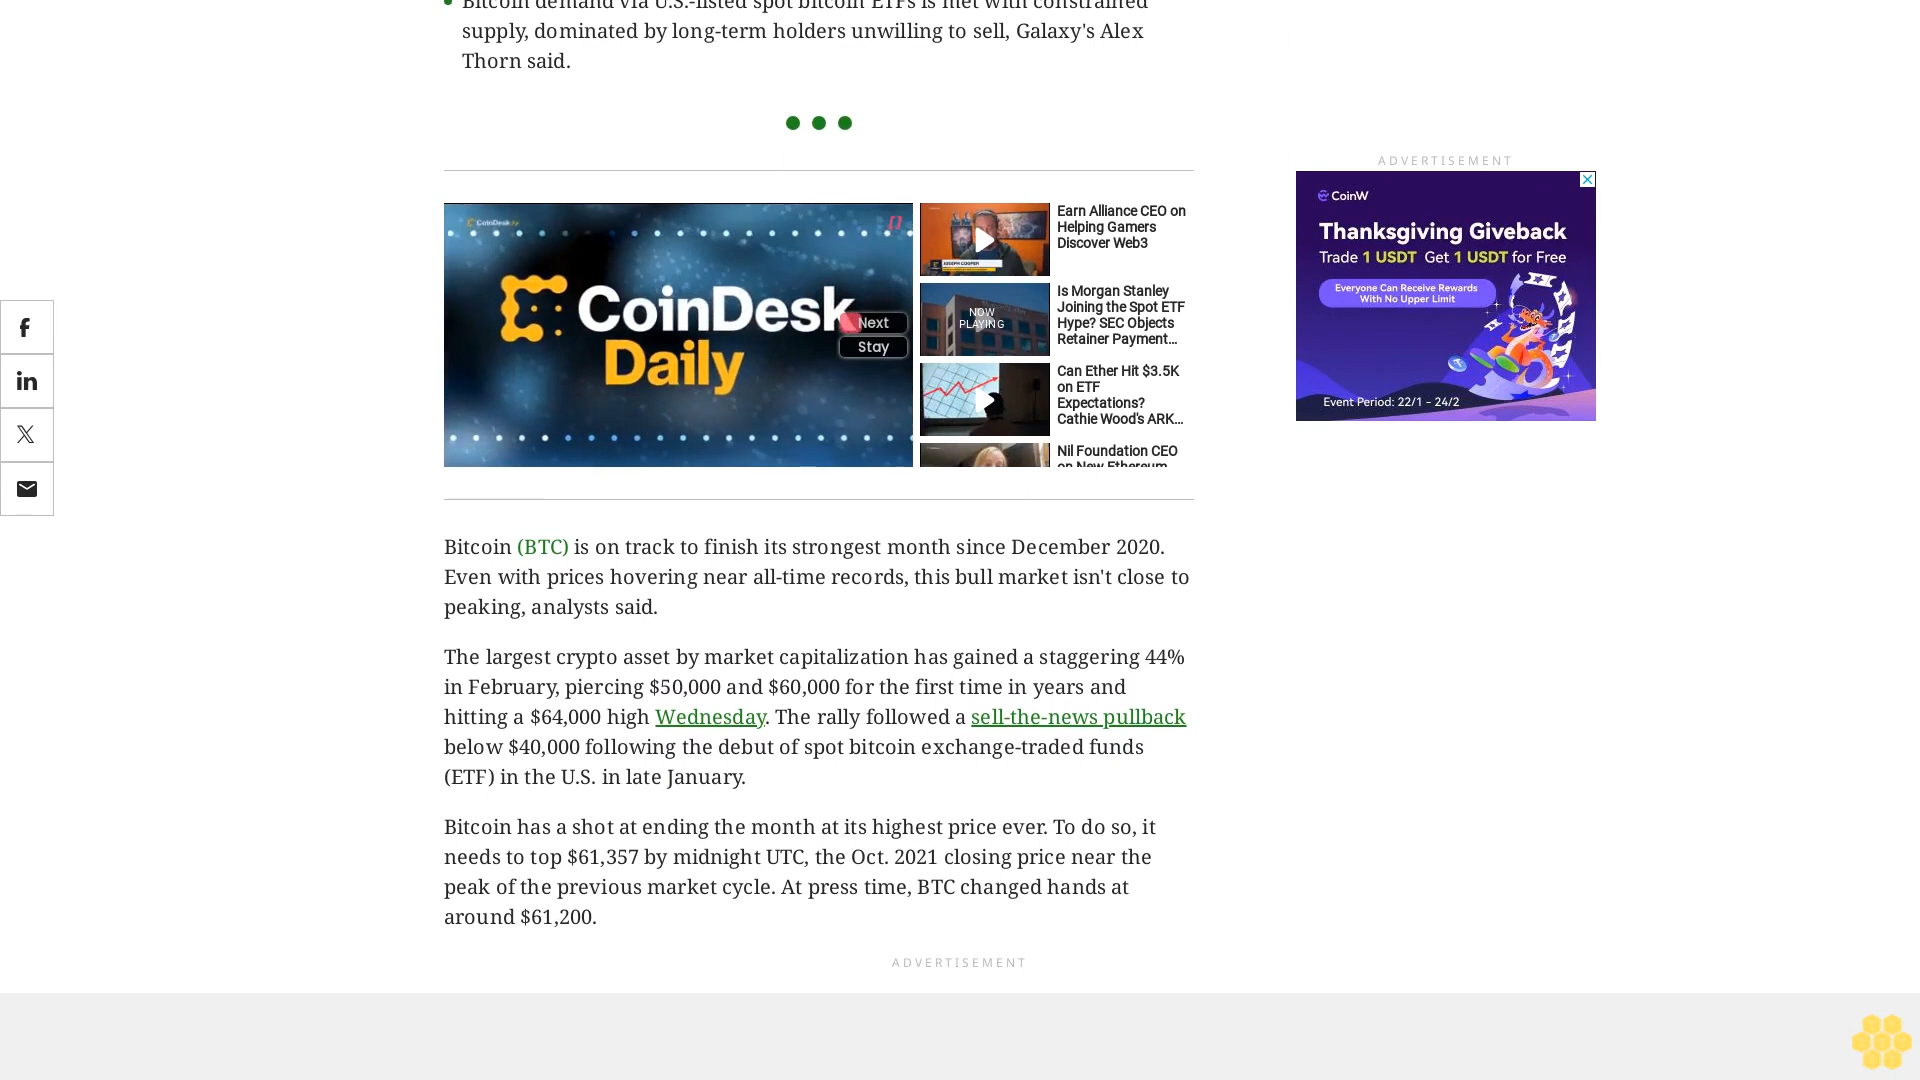 Bitcoin demand via U.S.-listed spot bitcoin ETFs is met with constrained
supply, dominated by long-term holders unwilling to sell, Galaxy's Alex
Thorn said.
CoinDesk
Daily
Next
Stay
JOSEPH COOPER
Earn Alliance CEO on
Helping Gamers
Discover Web3
NOW
PLAYING
Is Morgan Stanley
Joining the Spot ETF
Hype? SEC Objects
Retainer Payment...
Can Ether Hit $3.5K
on ETF
Expectations?
Cathie Wood's ARK...
Nil Foundation CEO
on New Ethereum
ADVERTISEMENT
CoinW
Thanksgiving Giveback
Trade 1 USDT Get 1 USDT for Free
Everyone Can Receive Rewards
With No Upper Limit
Event Period: 22/1 - 24/2
Bitcoin (BTC) is on track to finish its strongest month since December 2020.
Even with prices hovering near all-time records, this bull market isn't close to
peaking, analysts said.
The largest crypto asset by market capitalization has gained a staggering 44%
in February, piercing $50,000 and $60,000 for the first time in years and
hitting a $64,000 high Wednesday. The rally followed a sell-the-news pullback
below $40,000 following the debut of spot bitcoin exchange-traded funds
(ETF) in the U.S. in late January.
Bitcoin has a shot at ending the month at its highest price ever. To do so, it
needs to top $61,357 by midnight UTC, the Oct. 2021 closing price near the
peak of the previous market cycle. At press time, BTC changed hands at
around $61,200.
ADVERTISEMENT